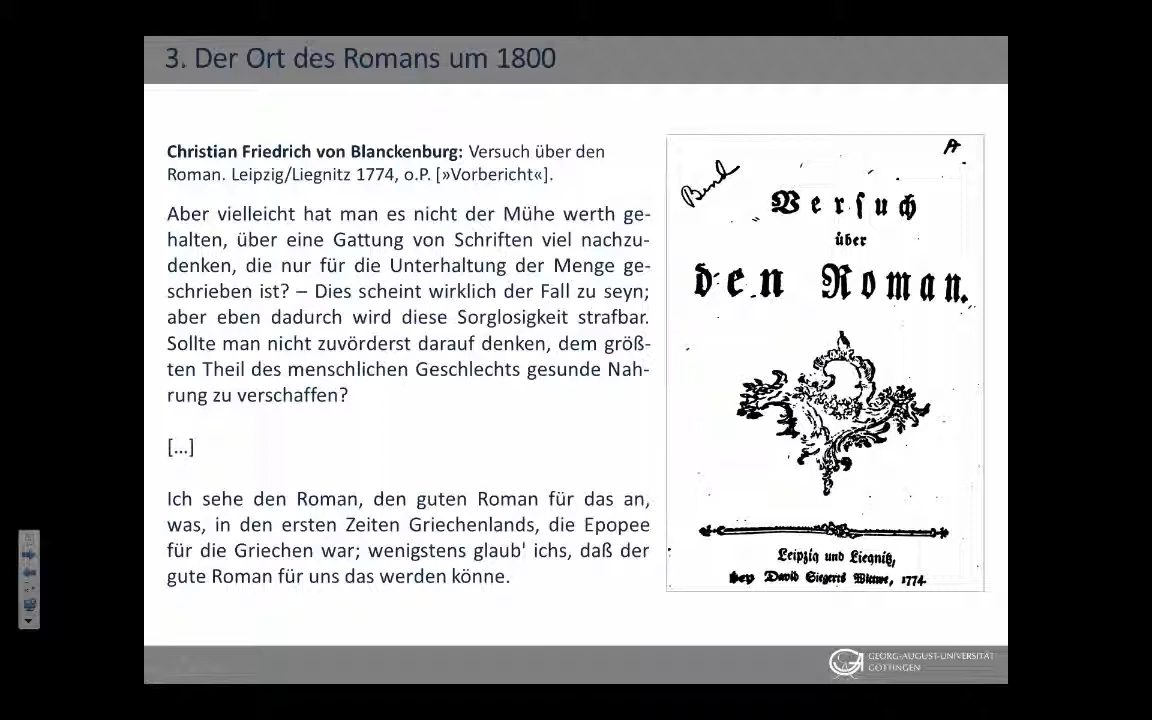 3. Der Ort des Romans um 1800
Christian Friedrich von Blanckenburg: Versuch über den
Roman. Leipzig/Liegnitz 1774, o.P. [»Vorbericht«].
Aber vielleicht hat man es nicht der Mühe werth ge-
halten, über eine Gattung von Schriften viel nachzu-
denken, die nur für die Unterhaltung der Menge ge-
schrieben ist? – Dies scheint wirklich der Fall zu seyn;
aber eben dadurch wird diese Sorglosigkeit strafbar.
Sollte man nicht zuvörderst darauf denken, dem größ-
ten Theil des menschlichen Geschlechts gesunde Nah-
rung zu verschaffen?
[...]
Ich sehe den Roman, den guten Roman für das an,
was, in den ersten Zeiten Griechenlands, die Epopee
für die Griechen war; wenigstens glaub' ichs, daß der
gute Roman für uns das werden könne.
A
Versuch
über
den Roman.
Leipzig und Liegnitz,
bey David Siegerts Wittwe, 1774.
GEORG-AUGUST-UNIVERSITÄT
GÖTTINGEN